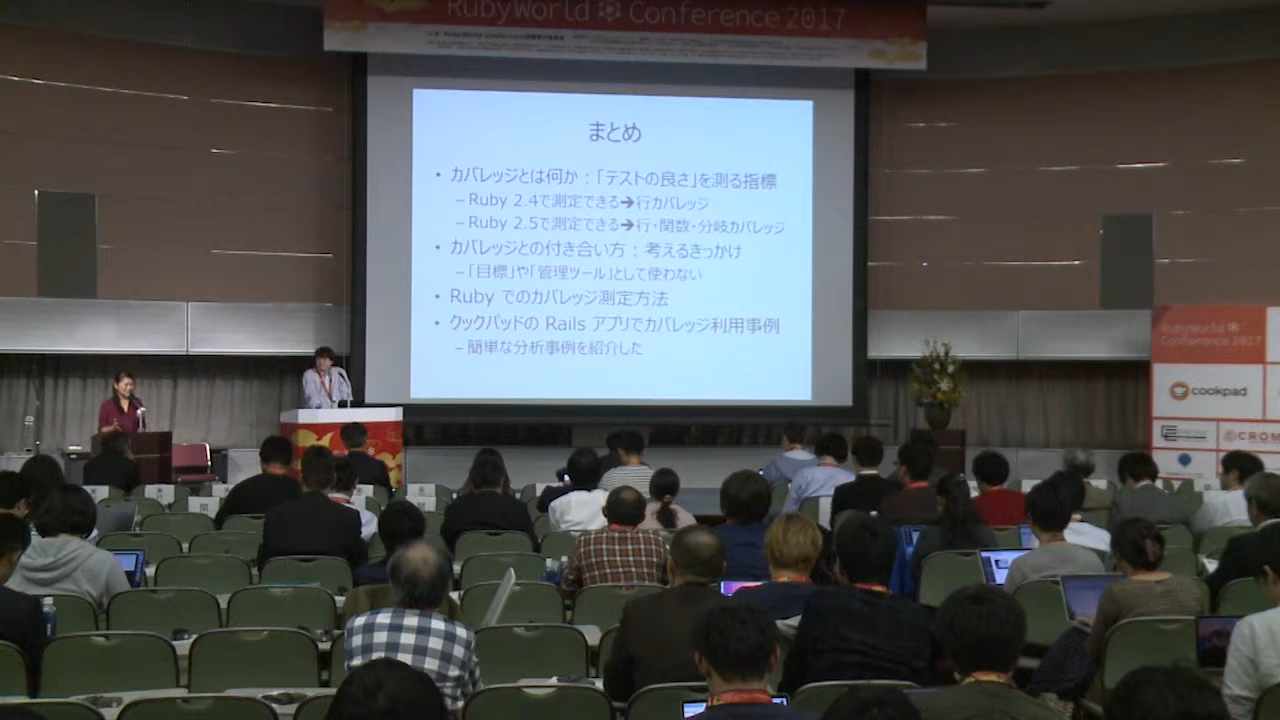 RubyWorld Conference 2017
まとめ
• カバレッジとは何か : 「テストの良さ」を測る指標
– Ruby 2.4で測定できる➔行カバレッジ
– Ruby 2.5で測定できる➔行・関数・分岐カバレッジ
• カバレッジとの付き合い方 : 考えるきっかけ
– 「目標」や「管理ツール」として使わない
• Ruby でのカバレッジ測定方法
• クックパッドの Rails アプリでカバレッジ利用事例
– 簡単な分析事例を紹介した
RubyWorld
Conference 2017
cookpad
CROM